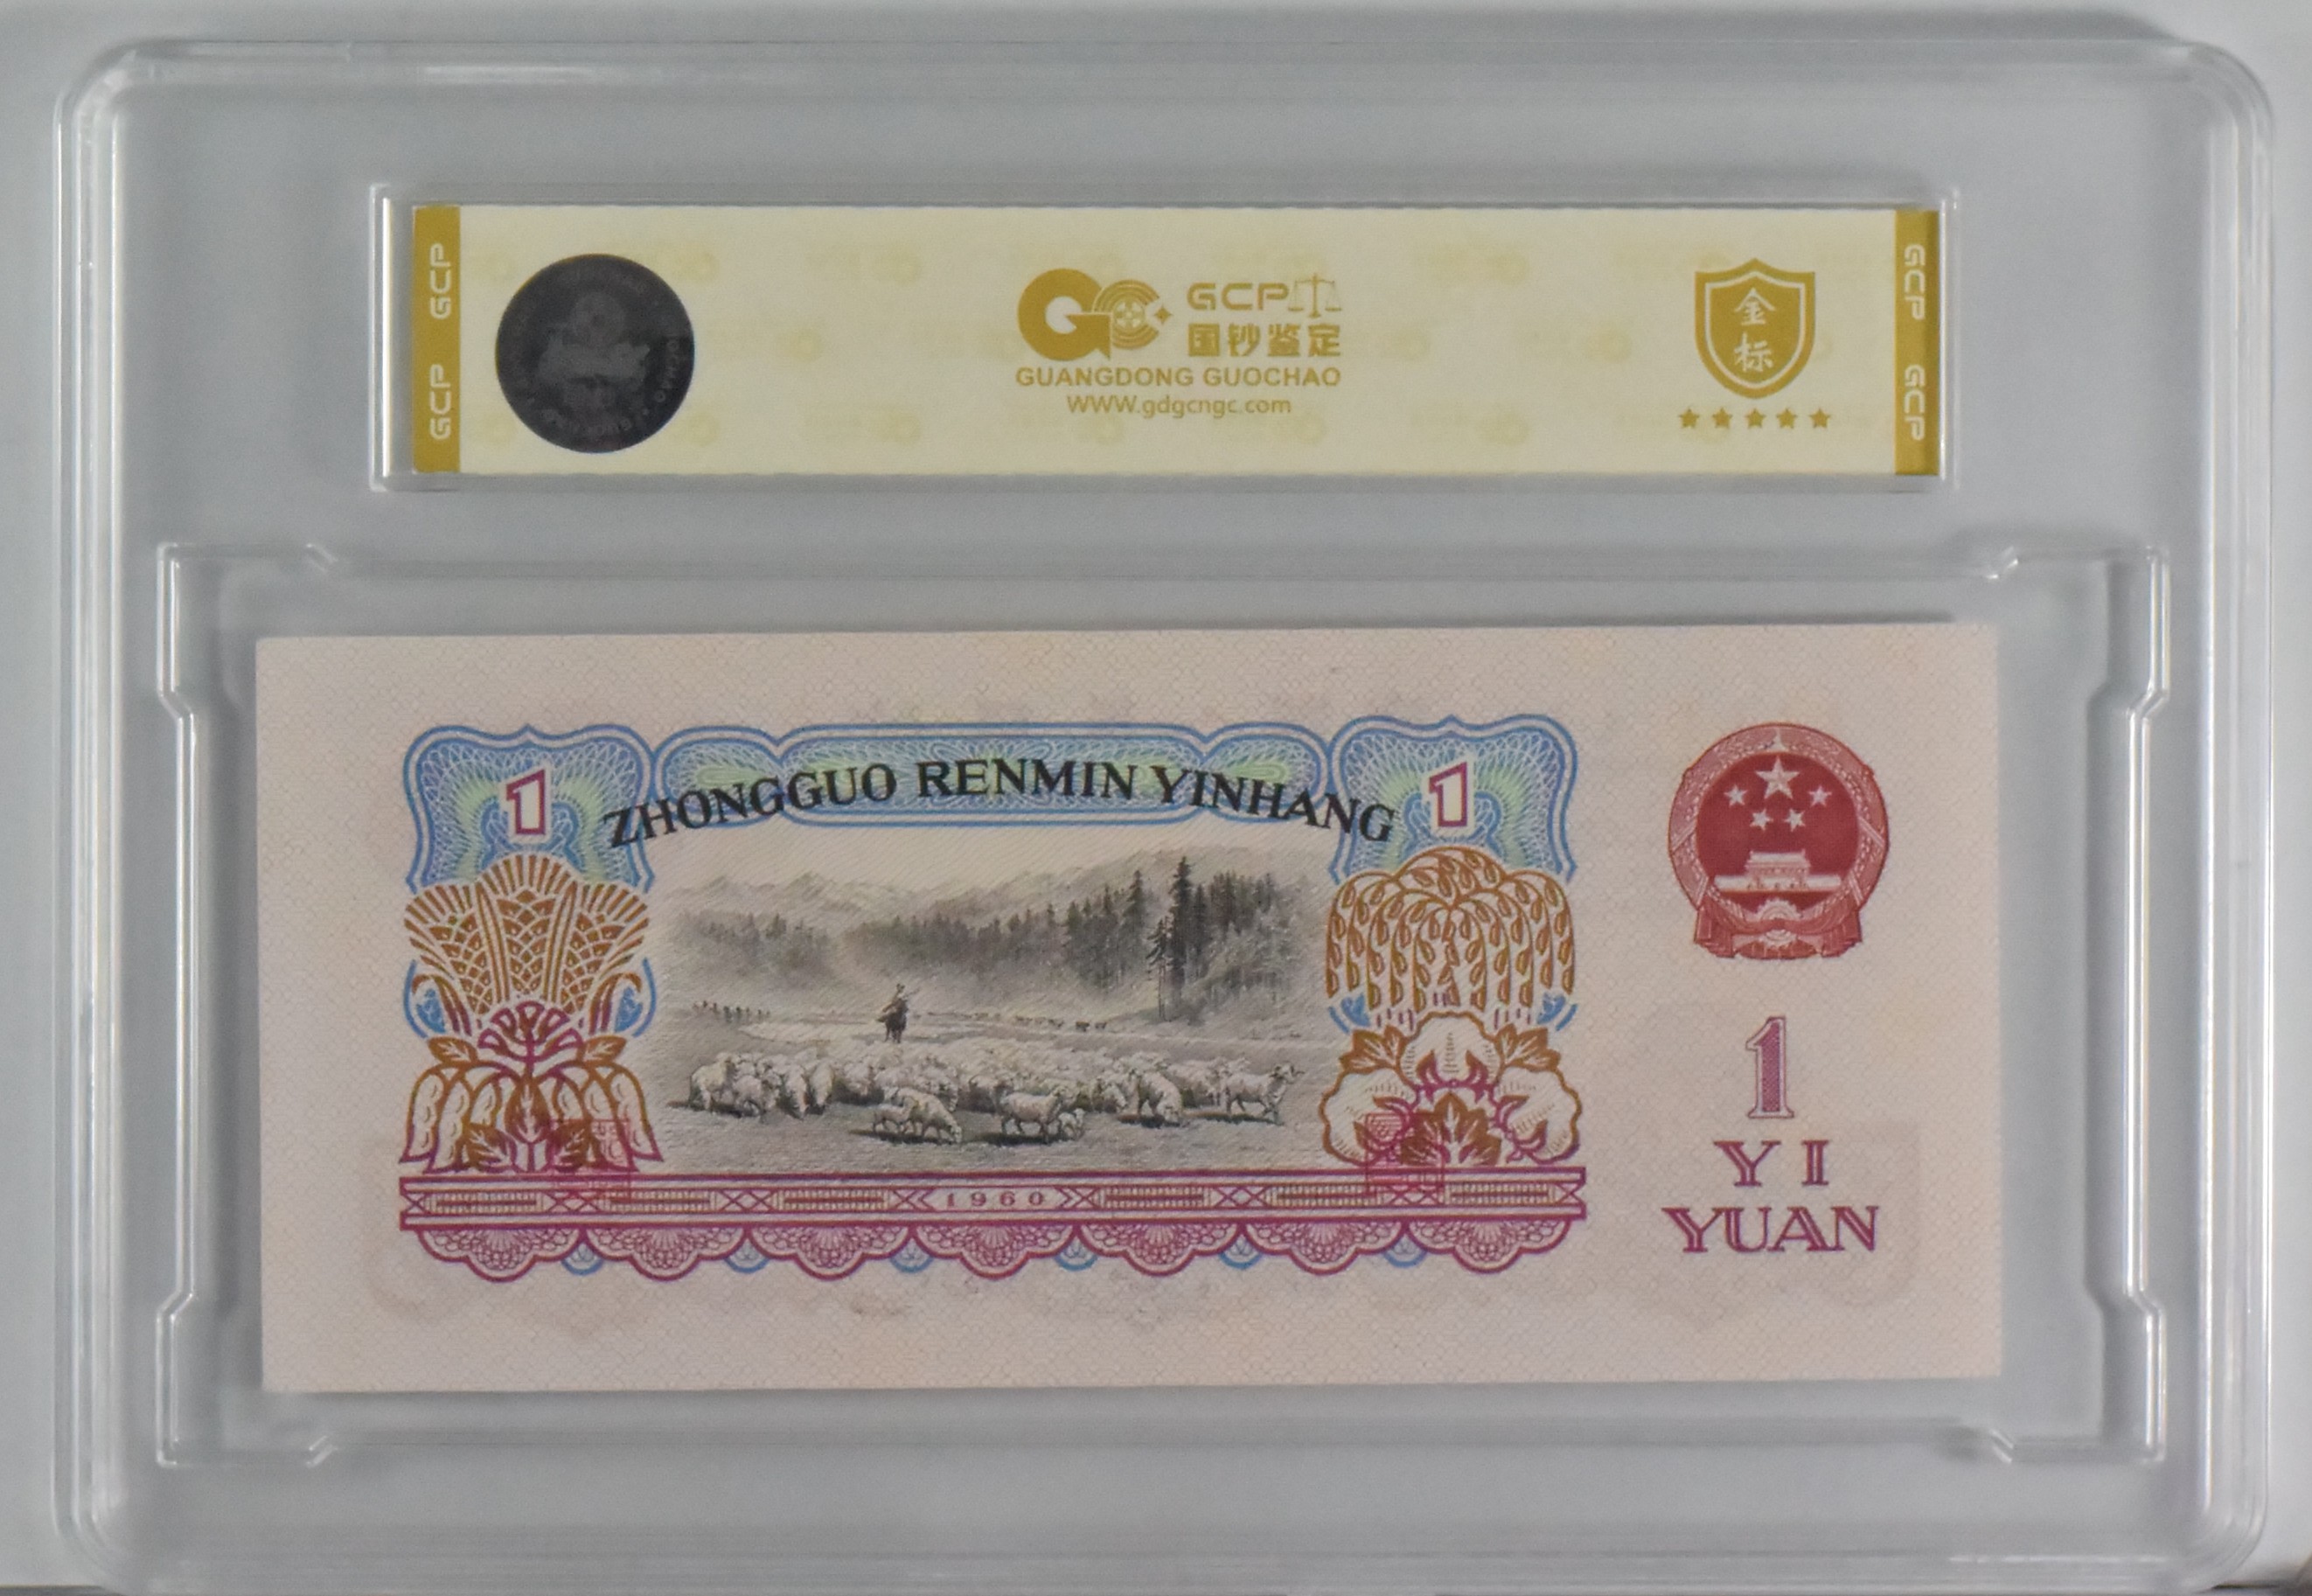 GCP GCP
GCP
国钞鉴定
GUANGDONG GUOCHAO
WWW.gdgcngc.com
金标
GCP GCP
1 ZHONGGUO RENMIN YINHANG 1
1960
1
YI
YUAN